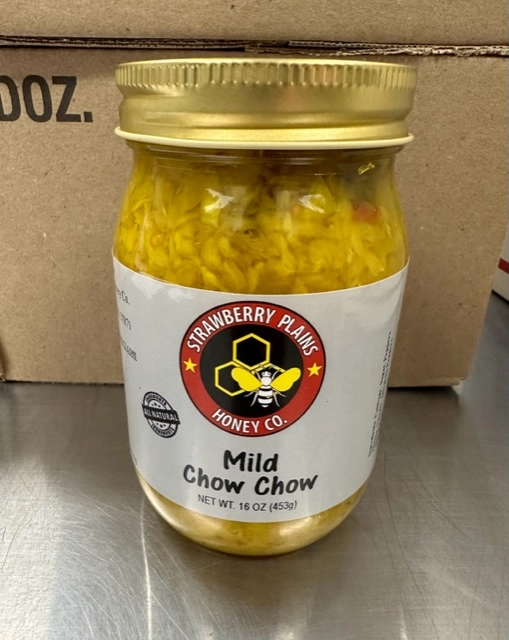 DOZ.
STRAWBERRY PLAINS
HONEY CO.
ALL NATURAL
Mild
Chow Chow
NET WT. 16 OZ (453g)